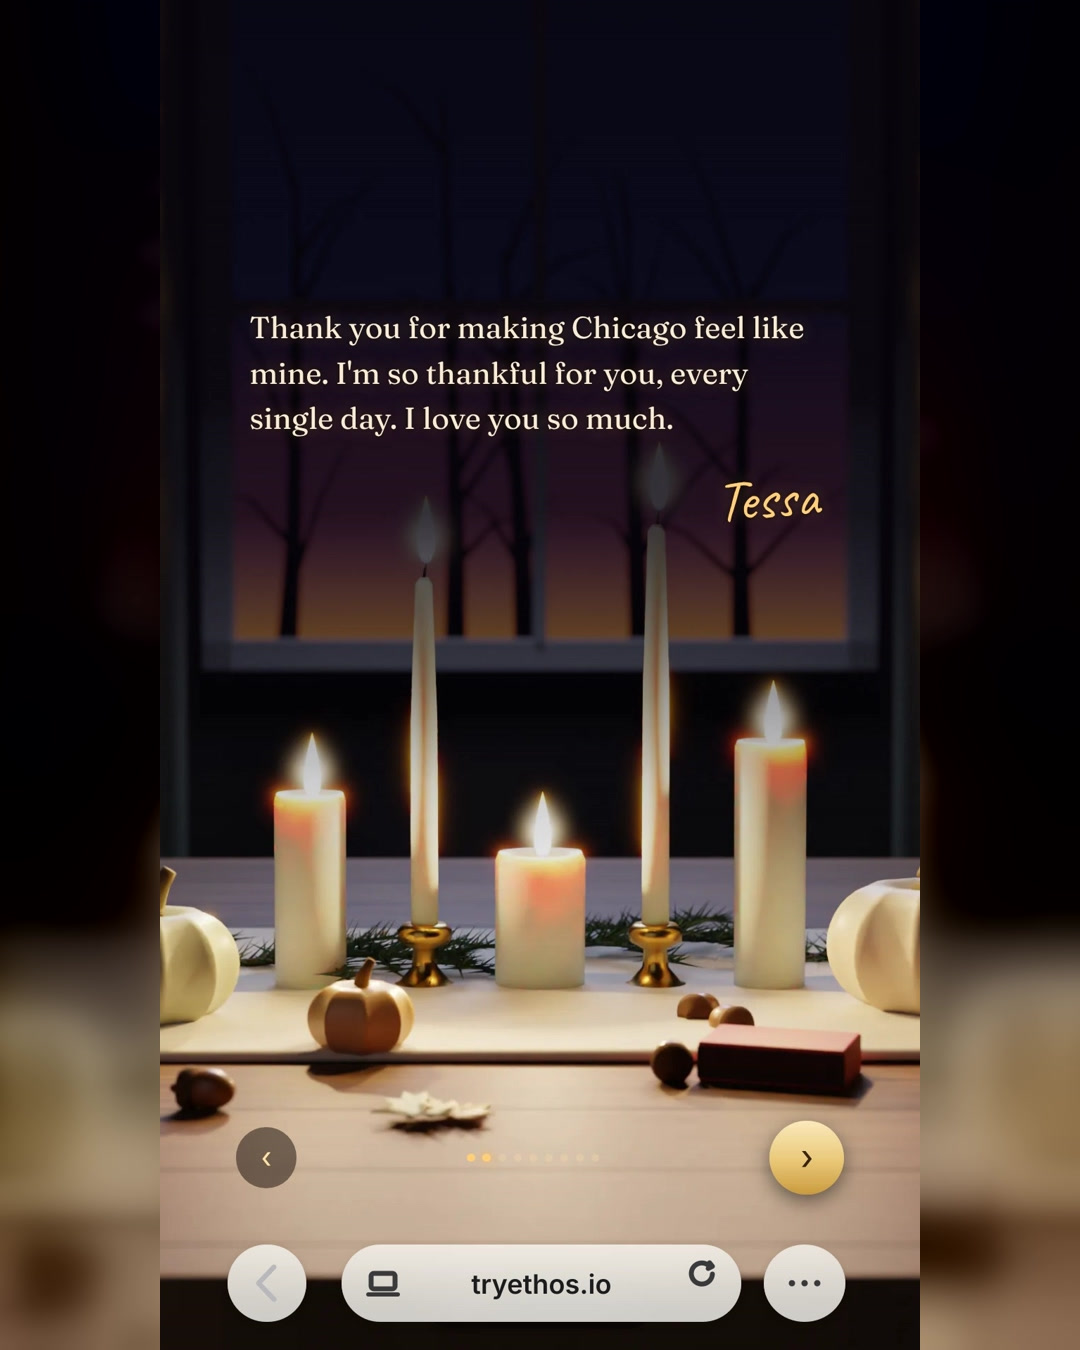 Thank you for making Chicago feel like
mine. I'm so thankful for you, every
single day. I love you so much.
Tessa
tryethos.io